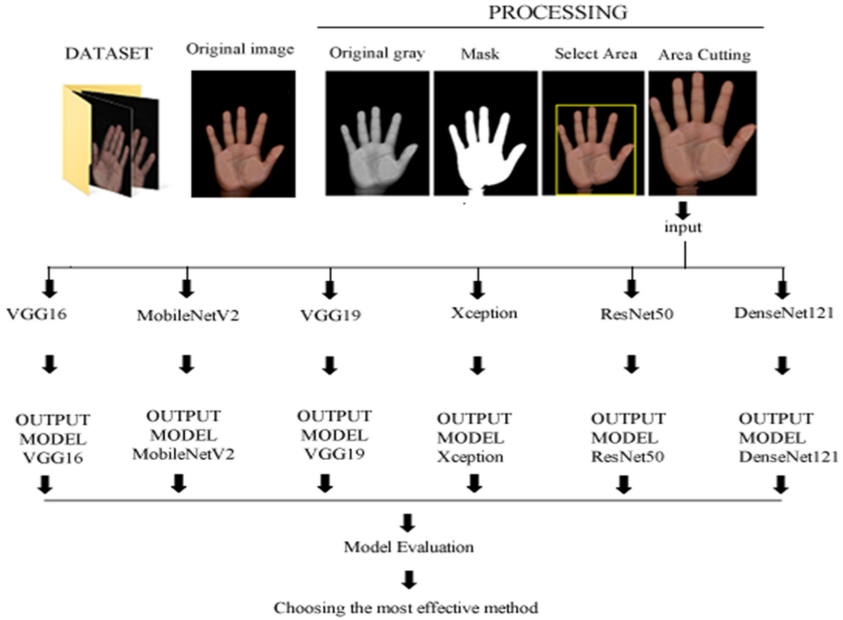 PROCESSING
DATASET
Original image
Original gray
Mask
Select Area
Area Cutting
input
VGG16
MobileNetV2
VGG19
Xception
ResNet50
DenseNet121
OUTPUT
MODEL
VGG16
OUTPUT
MODEL
MobileNetV2
OUTPUT
MODEL
VGG19
OUTPUT
MODEL
Xception
OUTPUT
MODEL
ResNet50
OUTPUT
MODEL
DenseNet121
Model Evaluation
Choosing the most effective method